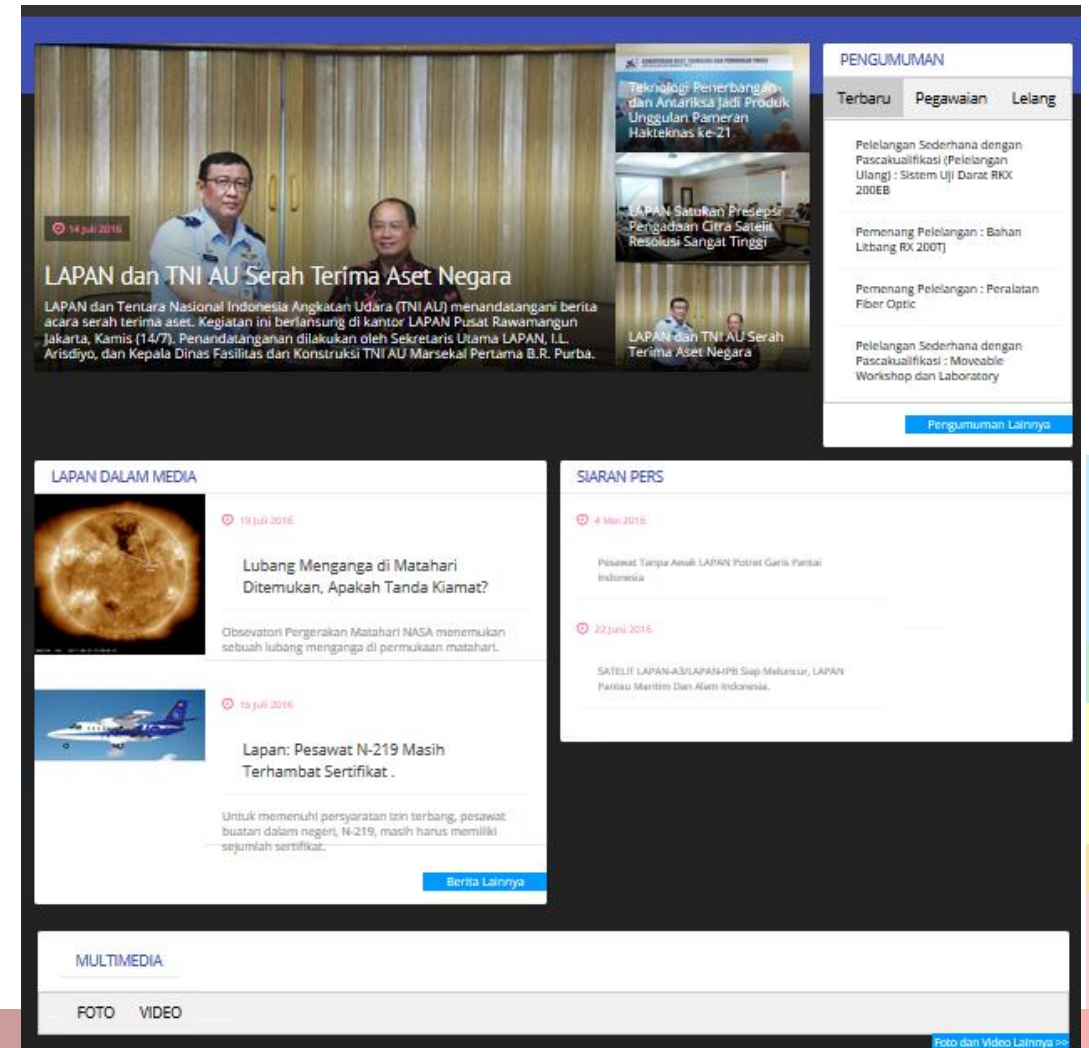 14 Juli 2016
LAPAN dan TNI AU Serah Terima Aset Negara
LAPAN dan Tentara Nasional Indonesia Angkatan Udara (TNI AU) menandatangani berita
acara serah terima aset. Kegiatan ini berlansung di kantor LAPAN Pusat Rawamangun
Jakarta, Kamis (14/7). Penandatanganan dilakukan oleh Sekretaris Utama LAPAN, I.L.
Arisdiyo, dan Kepala Dinas Fasilitas dan Konstruksi TNI AU Marsekal Pertama B.R. Purba.
Teknologi Penerbangan
dan Antariksa Jadi Produk
Unggulan Pameran
Hakteknas ke-21
LAPAN Satukan Presepsi
Pengadaan Citra Satelit
Resolusi Sangat Tinggi
LAPAN dan TNI AU Serah
Terima Aset Negara
PENGUMUMAN
Terbaru Pegawaian Lelang
Pelelangan Sederhana dengan
Pascakualifikasi (Pelelangan
Ulang) : Sistem Uji Darat RKX
200EB
Pemenang Pelelangan : Bahan
Litbang RX 200TJ
Pemenang Pelelangan : Peralatan
Fiber Optic
Pelelangan Sederhana dengan
Pascakualifikasi : Moveable
Workshop dan Laboratory
Pengumuman Lainnya
LAPAN DALAM MEDIA
19 Juli 2016
Lubang Menganga di Matahari
Ditemukan, Apakah Tanda Kiamat?
Obsevatori Pergerakan Matahari NASA menemukan
sebuah lubang menganga di permukaan matahari.
15 Juli 2016
Lapan: Pesawat N-219 Masih
Terhambat Sertifikat .
Untuk memenuhi persyaratan izin terbang, pesawat
buatan dalam negeri, N-219, masih harus memiliki
sejumlah sertifikat.
Berita Lainnya
SIARAN PERS
4 Mei 2016
Pesawat Tanpa Awak LAPAN Potret Garis Pantai
Indonesia
22 Juni 2016
SATELIT LAPAN-A3/LAPAN-IPB Siap Meluncur, LAPAN
Pantau Maritim Dan Alam Indonesia.
MULTIMEDIA
FOTO VIDEO
Foto dan Video Lainnya >>